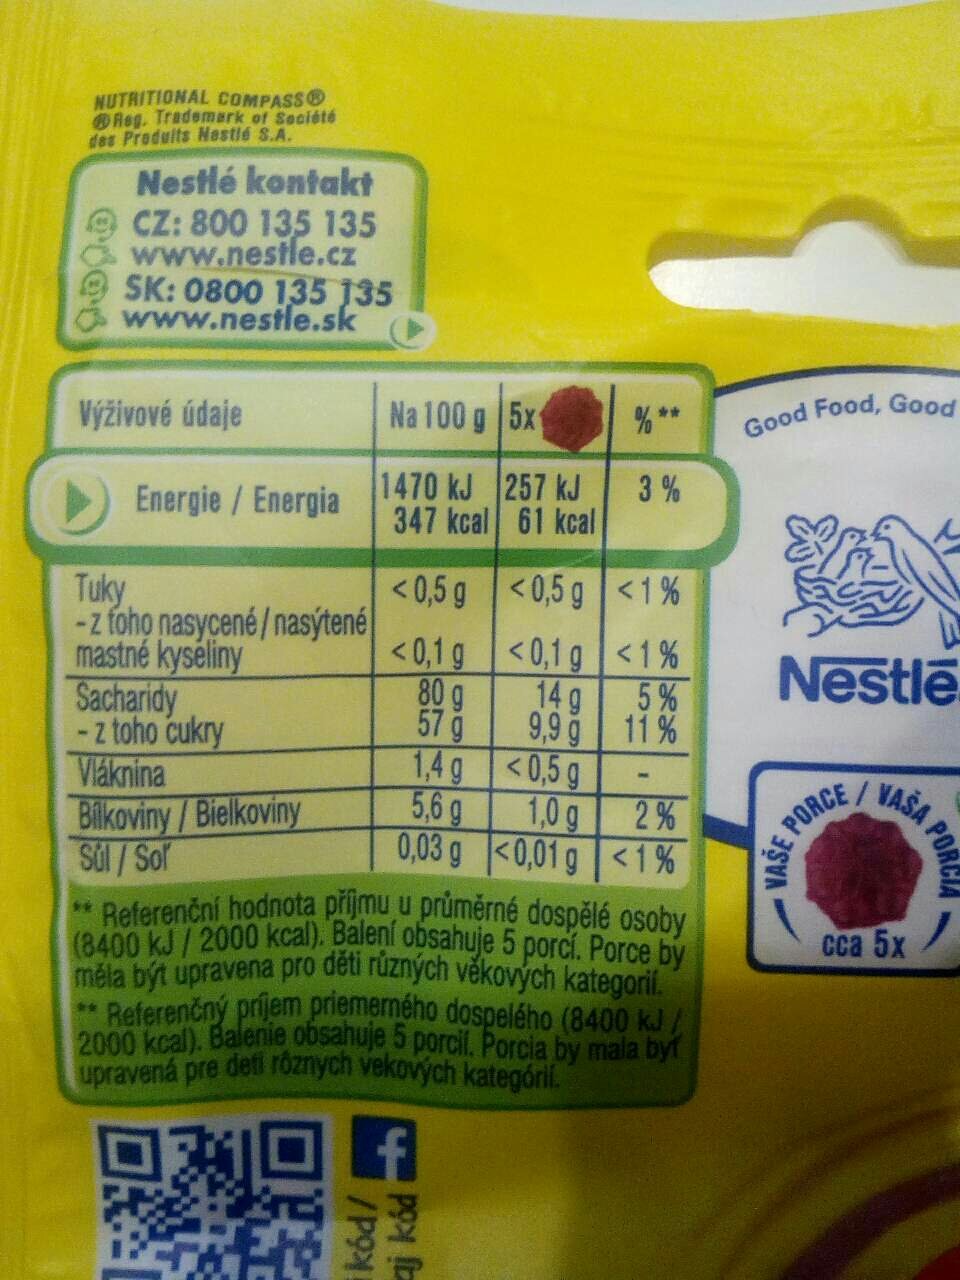 NUTRITIONAL COMPASS®
® Reg. Trademark of Société
des Produits Nestlé S.A.
Nestlé kontakt
CZ: 800 135 135
www.nestle.cz
SK: 0800 135 135
www.nestle.sk
Výživové údaje Na 100 g 5x % **
Energie / Energia 1470 kJ 257 kJ 3 %
347 kcal 61 kcal
Tuky < 0,5 g < 0,5 g < 1 %
- z toho nasycené / nasýtené
mastné kyseliny < 0,1 g < 0,1 g < 1 %
Sacharidy 80 g 14 g 5 %
- z toho cukry 57 g 9,9 g 11 %
Vláknina 1,4 g < 0,5 g -
Bílkoviny / Bielkoviny 5,6 g 1,0 g 2 %
Sůl / Soľ 0,03 g < 0,01 g < 1 %
** Referenční hodnota příjmu u průměrné dospělé osoby
(8400 kJ / 2000 kcal). Balení obsahuje 5 porcí. Porce by
měla být upravena pro děti různých věkových kategorií.
** Referenčný príjem priemerného dospelého (8400 kJ /
2000 kcal). Balenie obsahuje 5 porcií. Porcia by mala byť
upravená pre deti rôznych vekových kategórií.
Good Food, Good
Nestlé
VAŠE PORCE / VAŠA PORCIA
cca 5x
f
kód /
aj kód